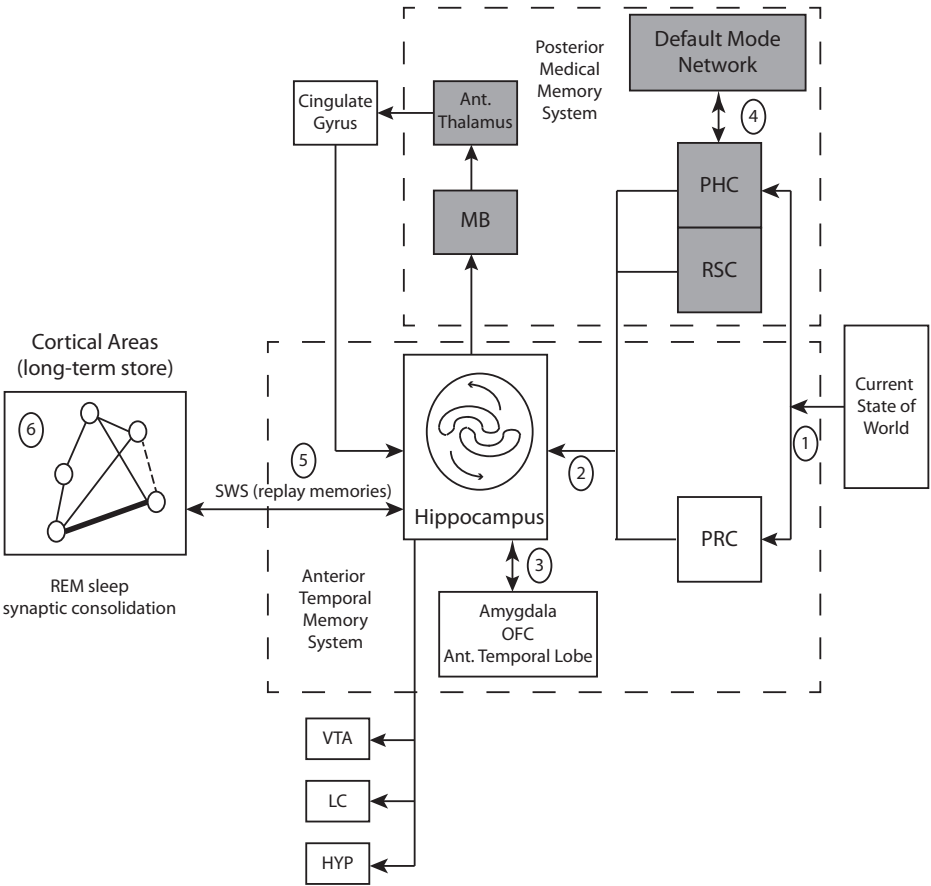 Default Mode
Network
Posterior
Medical
Memory
System
4
Cingulate
Gyrus
Ant.
Thalamus
PHC
MB
RSC
Cortical Areas
(long-term store)
Current
State of
World
6
1
5
2
SWS (replay memories)
Hippocampus
PRC
3
REM sleep
synaptic consolidation
Anterior
Temporal
Memory
System
Amygdala
OFC
Ant. Temporal Lobe
VTA
LC
HYP